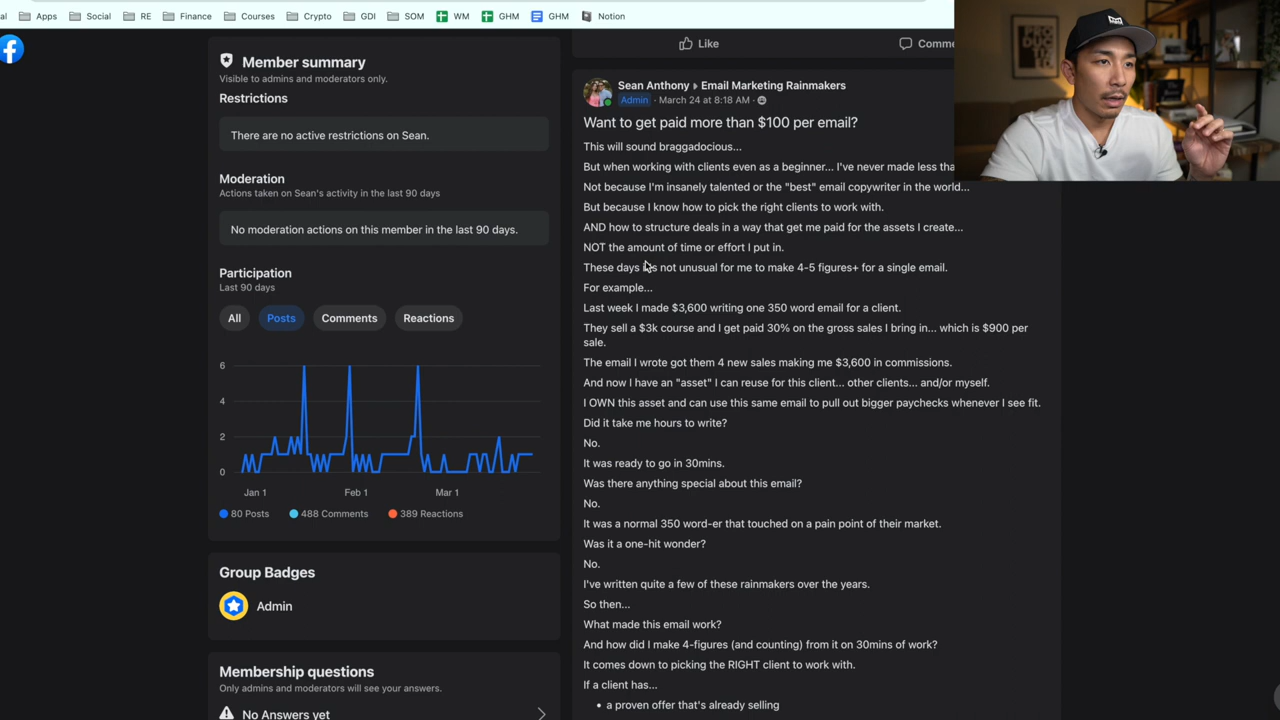 al
Apps
Social
RE
Finance
Courses
Crypto
GDI
SOM
WM
GHM
GHM
Notion
Member summary
Visible to admins and moderators only.
Restrictions
There are no active restrictions on Sean.
Moderation
Actions taken on Sean's activity in the last 90 days
No moderation actions on this member in the last 90 days.
Participation
Last 90 days
All
Posts
Comments
Reactions
6
4
2
0
Jan 1
Feb 1
Mar 1
80 Posts
488 Comments
389 Reactions
Group Badges
Admin
Membership questions
Only admins and moderators will see your answers.
No Answers yet
Like
Comme
Sean Anthony ▸ Email Marketing Rainmakers
Admin · March 24 at 8:18 AM ·
Want to get paid more than $100 per email?
This will sound braggadocious...
But when working with clients even as a beginner... I've never made less tha
Not because I'm insanely talented or the "best" email copywriter in the world...
But because I know how to pick the right clients to work with.
AND how to structure deals in a way that get me paid for the assets I create...
NOT the amount of time or effort I put in.
These days it's not unusual for me to make 4-5 figures+ for a single email.
For example...
Last week I made $3,600 writing one 350 word email for a client.
They sell a $3k course and I get paid 30% on the gross sales I bring in... which is $900 per
sale.
The email I wrote got them 4 new sales making me $3,600 in commissions.
And now I have an "asset" I can reuse for this client... other clients... and/or myself.
I OWN this asset and can use this same email to pull out bigger paychecks whenever I see fit.
Did it take me hours to write?
No.
It was ready to go in 30mins.
Was there anything special about this email?
No.
It was a normal 350 word-er that touched on a pain point of their market.
Was it a one-hit wonder?
No.
I've written quite a few of these rainmakers over the years.
So then...
What made this email work?
And how did I make 4-figures (and counting) from it on 30mins of work?
It comes down to picking the RIGHT client to work with.
If a client has...
• a proven offer that's already selling